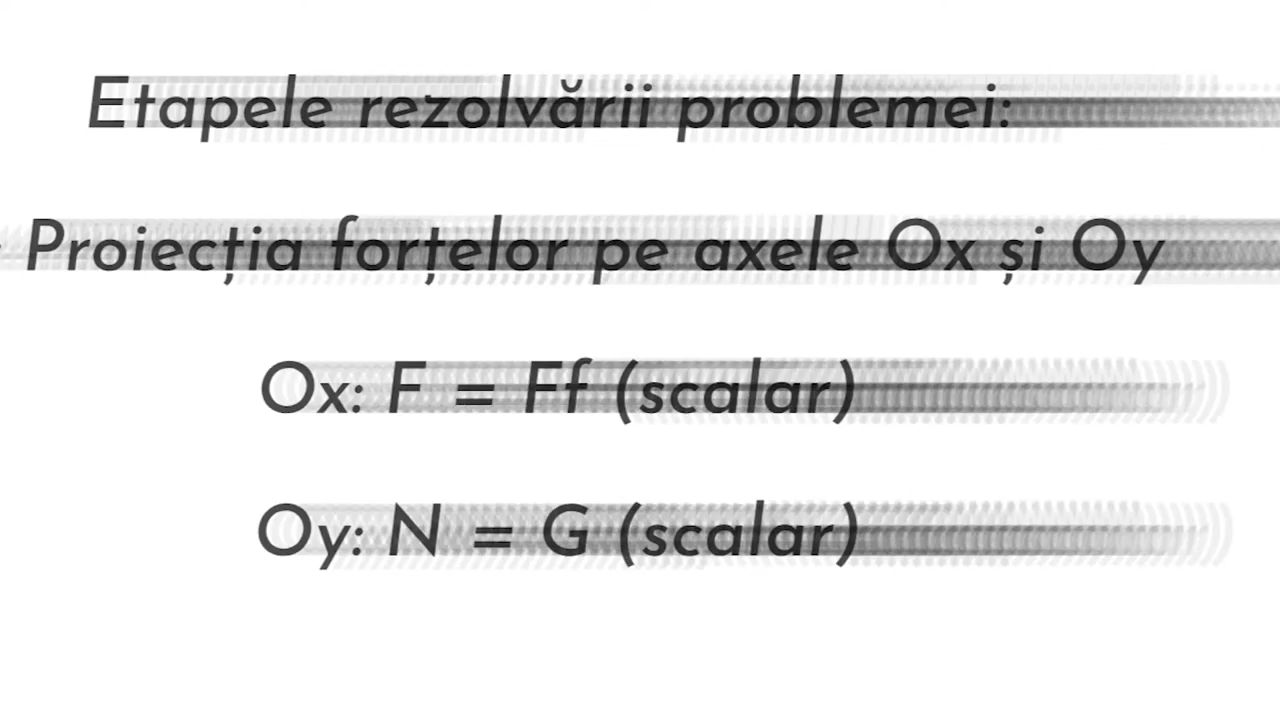 Etapele rezolvării problemei:
Proiecția forțelor pe axele Ox și Oy
Ox: F = Ff (scalar)
Oy: N = G (scalar)